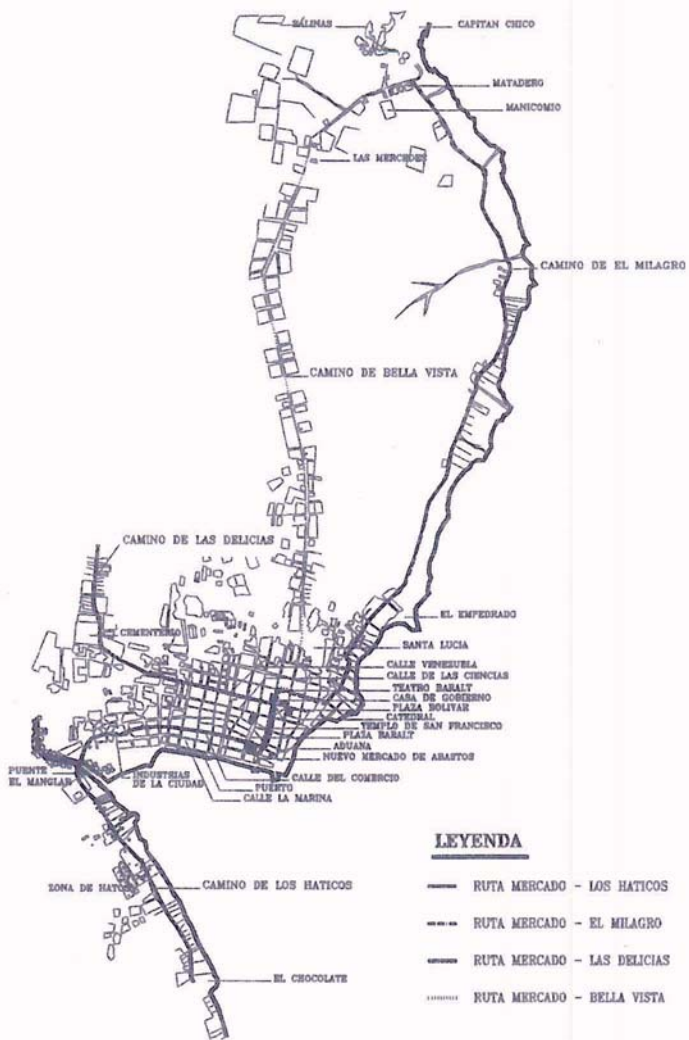 SALINAS
CAPITAN CHICO
MATADERO
MANICOMIO
LAS MERCEDES
CAMINO DE EL MILAGRO
CAMINO DE BELLA VISTA
CAMINO DE LAS DELICIAS
EL EMPEDRADO
CEMENTERIO
SANTA LUCIA
CALLE VENEZUELA
CALLE DE LAS CIENCIAS
TEATRO BARALT
CASA DE GOBIERNO
PLAZA BOLIVAR
CATEDRAL
TEMPLO DE SAN FRANCISCO
PLAZA BARALT
ADUANA
NUEVO MERCADO DE ABASTOS
PUENTE
EL MANGLAR
INDUSTRIAS
DE LA CIUDAD
CALLE DEL COMERCIO
PUERTO
CALLE LA MARINA
ZONA DE HATOS
CAMINO DE LOS HATICOS
EL CHOCOLATE
LEYENDA
RUTA MERCADO - LOS HATICOS
RUTA MERCADO - EL MILAGRO
RUTA MERCADO - LAS DELICIAS
RUTA MERCADO - BELLA VISTA